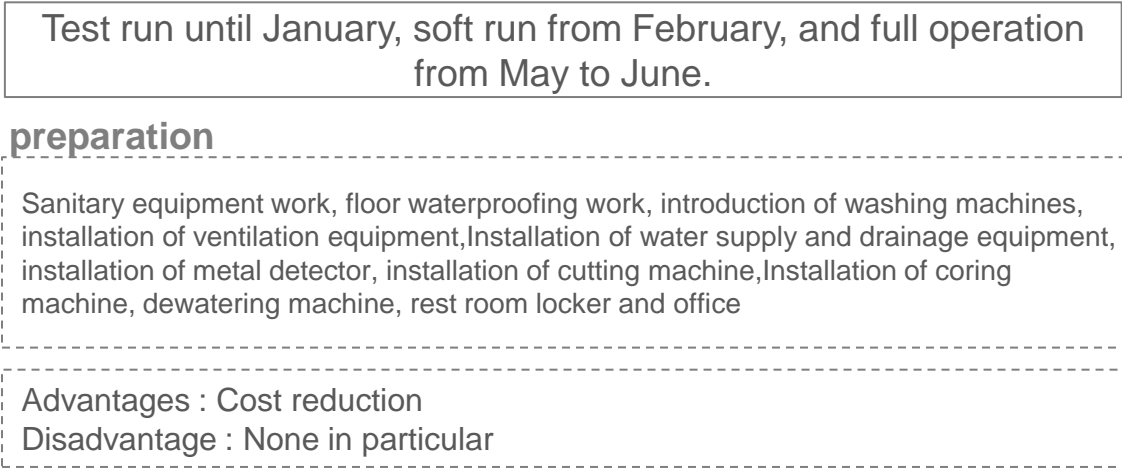 Test run until January, soft run from February, and full operation
from May to June.
preparation
Sanitary equipment work, floor waterproofing work, introduction of washing machines,
installation of ventilation equipment,Installation of water supply and drainage equipment,
installation of metal detector, installation of cutting machine,Installation of coring
machine, dewatering machine, rest room locker and office
Advantages : Cost reduction
Disadvantage : None in particular